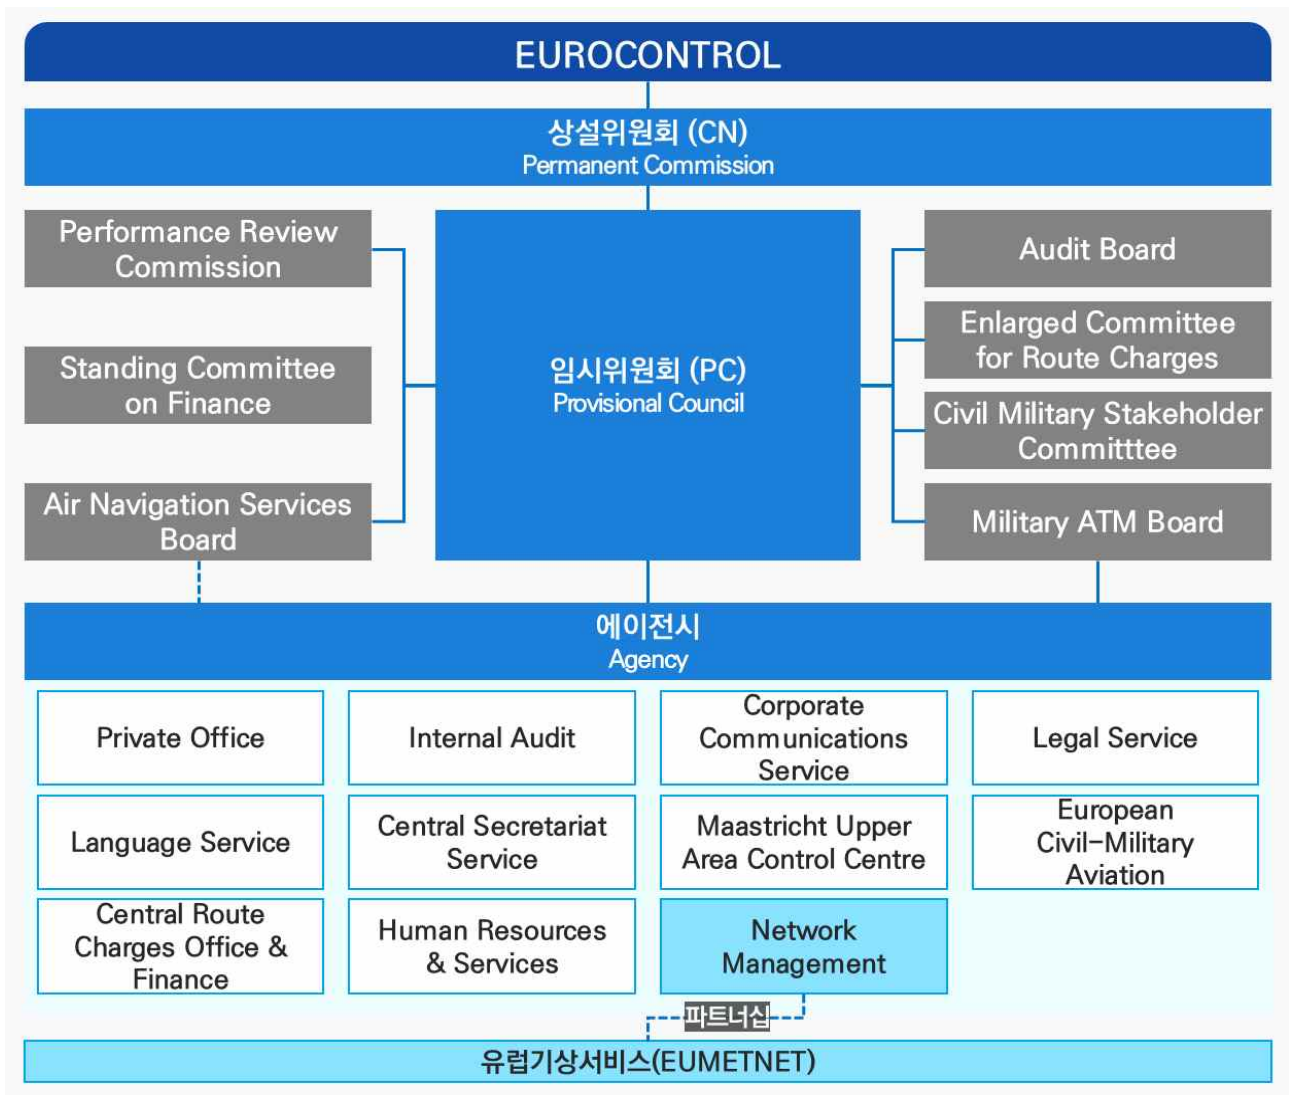 EUROCONTROL
상설위원회 (CN)
Permanent Commission
Performance Review
Commission
Standing Committee
on Finance
Air Navigation Services
Board
임시위원회 (PC)
Provisional Council
Audit Board
Enlarged Committee
for Route Charges
Civil Military Stakeholder
Committtee
Military ATM Board
에이전시
Agency
Private Office
Internal Audit
Corporate
Communications
Service
Legal Service
Language Service
Central Secretariat
Service
Maastricht Upper
Area Control Centre
European
Civil-Military
Aviation
Central Route
Charges Office &
Finance
Human Resources
& Services
Network
Management
파트너십
유럽기상서비스(EUMETNET)